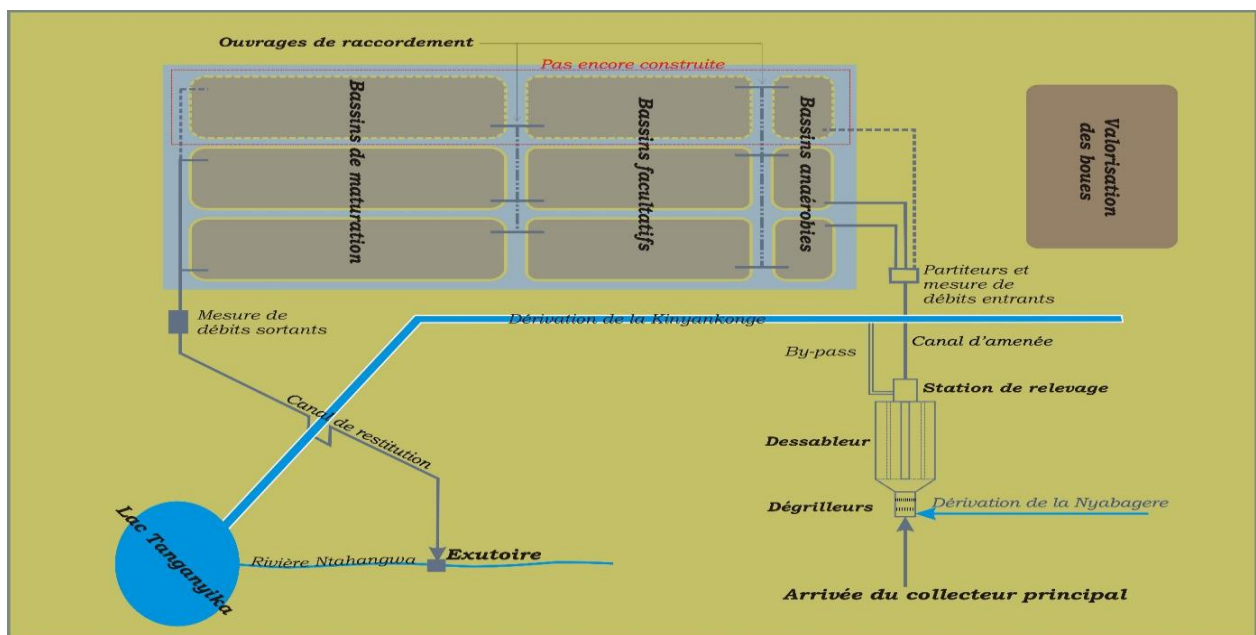 Ouvrages de raccordement
Pas encore construite
Bassins de maturation
Bassins facultatifs
Bassins anaérobies
Valorisation
des boues
Partiteurs et
mesure de
débits entrants
Mesure de
débits sortants
Dérivation de la Kinyankonge
By-pass
Canal d'amenée
Station de relevage
Canal de restitution
Dessableur
Dégrilleurs
Dérivation de la Nyabagere
Lac Tanganyika
Rivière Ntahangwa
Exutoire
Arrivée du collecteur principal